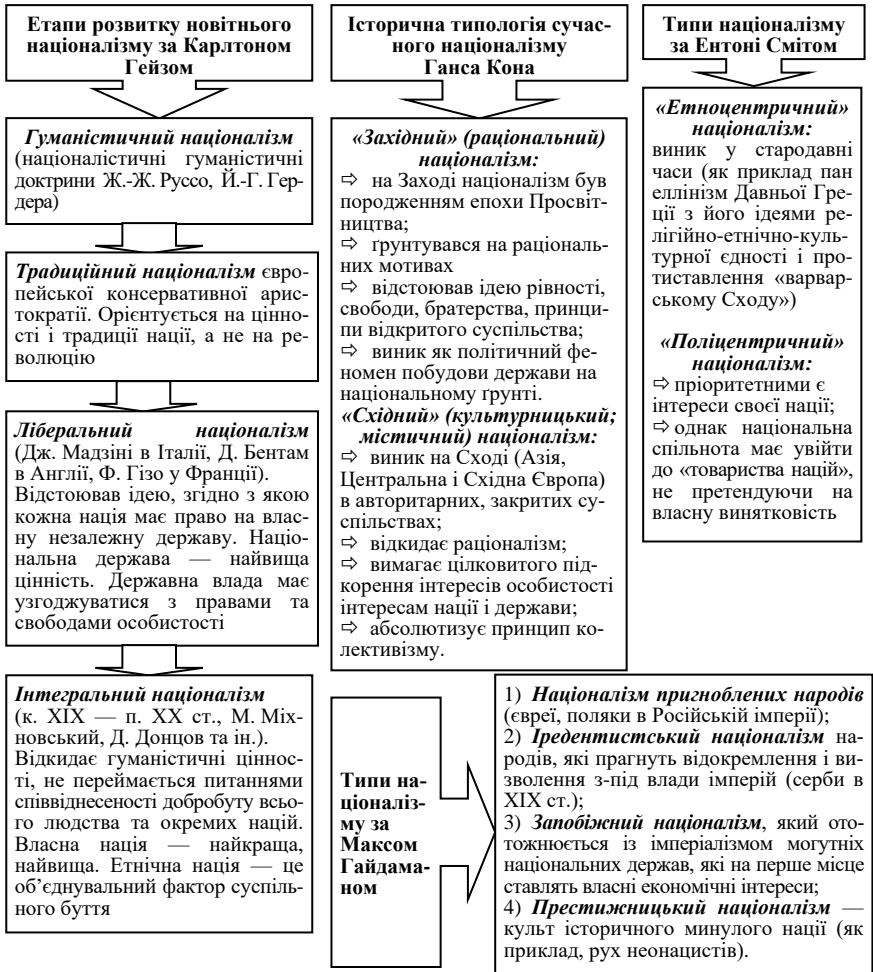 Етапи розвитку новітнього
націоналізму за Карлтоном
Гейзом
Гуманістичний націоналізм
(націоналістичні гуманістичні
доктрини Ж.-Ж. Руссо, Й.-Г. Гер-
дера)
Традиційний націоналізм євро-
пейської консервативної арис-
тократії. Орієнтується на цінно-
сті і традиції нації, а не на ре-
волюцію
Ліберальний націоналізм
(Дж. Мадзіні в Італії, Д. Бентам
в Англії, Ф. Гізо у Франції).
Відстоював ідею, згідно з якою
кожна нація має право на влас-
ну незалежну державу. Націо-
нальна держава — найвища
цінність. Державна влада має
узгоджуватися з правами та
свободами особистості
Інтегральний націоналізм
(к. ХІХ — п. ХХ ст., М. Міх-
новський, Д. Донцов та ін.).
Відкидає гуманістичні ціннос-
ті, не переймається питаннями
співвіднесеності добробуту всьо-
го людства та окремих націй.
Власна нація — найкраща,
найвища. Етнічна нація — це
об’єднувальний фактор суспіль-
ного буття
Історична типологія сучас-
ного націоналізму
Ганса Кона
«Західний» (раціональний)
націоналізм:
⇨ на Заході націоналізм був
породженням епохи Просвіт-
ництва;
⇨ ґрунтувався на раціональ-
них мотивах
⇨ відстоював ідею рівності,
свободи, братерства, принци-
пи відкритого суспільства;
⇨ виник як політичний фе-
номен побудови держави на
національному ґрунті.
«Східний» (культурницький;
містичний) націоналізм:
⇨ виник на Сході (Азія,
Центральна і Східна Європа)
в авторитарних, закритих су-
спільствах;
⇨ відкидає раціоналізм;
⇨ вимагає цілковитого під-
корення інтересів особистості
інтересам нації і держави;
⇨ абсолютизує принцип ко-
лективізму.
Типи націоналізму
за Ентоні Смітом
«Етноцентричний»
націоналізм:
виник у стародавні
часи (як приклад пан
еллінізм Давньої Гре-
ції з його ідеями ре-
лігійно-етнічно-куль-
турної єдності і про-
тиставлення «варвар-
ському Сходу»)
«Поліцентричний»
націоналізм:
⇨ пріоритетними є
інтереси своєї нації;
⇨ однак національна
спільнота має увійти
до «товариства націй»,
не претендуючи на
власну винятковість
Типи на-
ціоналіз-
му за
Максом
Гайдама-
ном
1) Націоналізм пригноблених народів
(євреї, поляки в Російській імперії);
2) Іредентистський націоналізм на-
родів, які прагнуть відокремлення і ви-
зволення з-під влади імперій (серби в
ХІХ ст.);
3) Запобіжний націоналізм, який ото-
тожнюється із імперіалізмом могутніх
національних держав, які на перше місце
ставлять власні економічні інтереси;
4) Престижницький націоналізм —
культ історичного минулого нації (як
приклад, рух неонацистів).